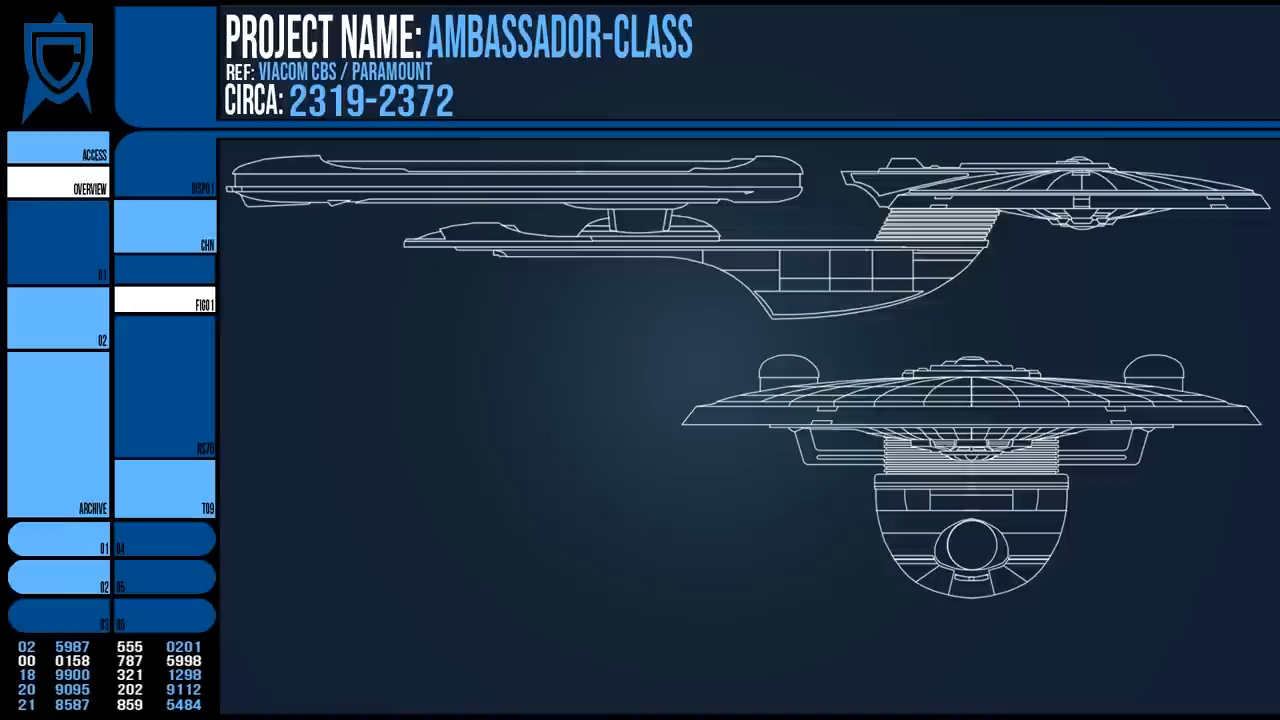 PROJECT NAME: AMBASSADOR-CLASS
REF: VIACOM CBS / PARAMOUNT
CIRCA: 2319-2372
ACCESS
OVERVIEW
01
02
ARCHIVE
01
02
03
DISP01
CHN
FIG01
RS76
T09
04
05
06
02 5987 555 0201
00 0158 787 5998
18 9900 321 1298
20 9095 202 9112
21 8587 859 5484